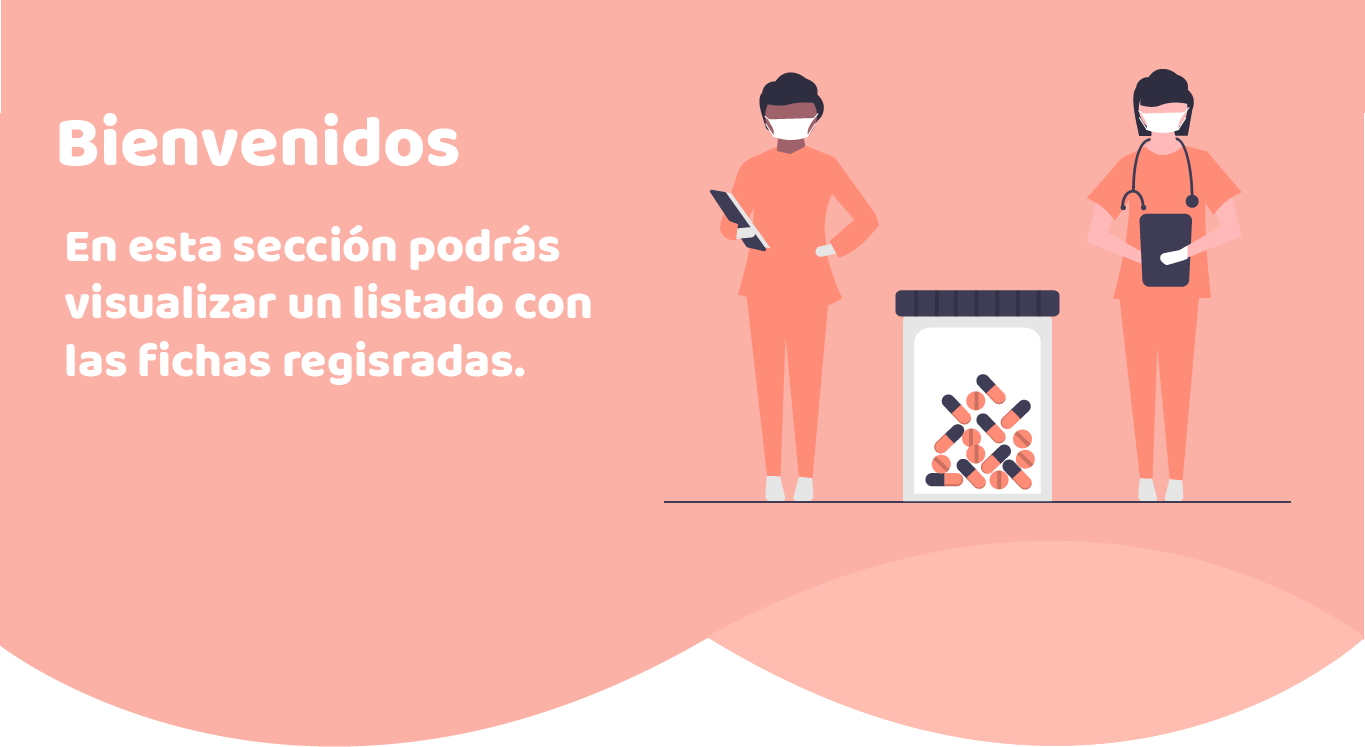 Bienvenidos
En esta sección podrás
visualizar un listado con
las fichas regisradas.